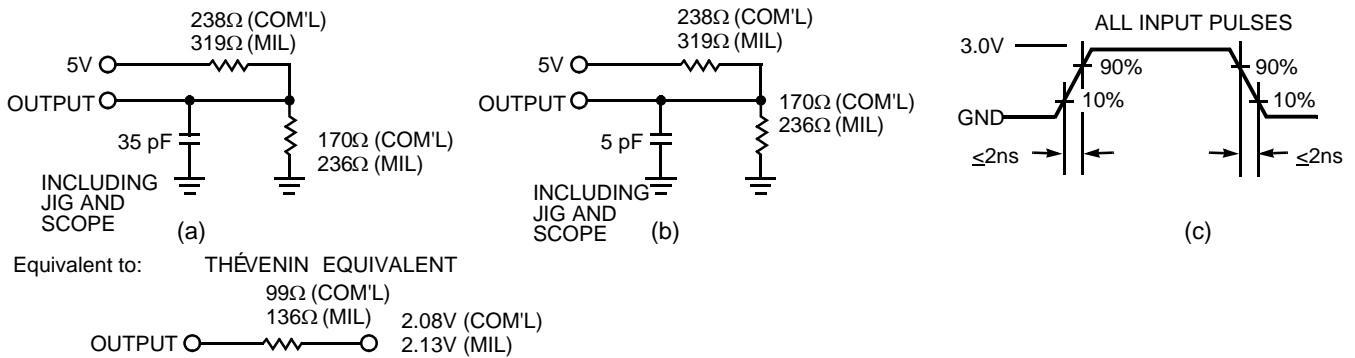 238Ω (COM'L)
319Ω (MIL)
5V
OUTPUT
35 pF
170Ω (COM'L)
236Ω (MIL)
INCLUDING
JIG AND
SCOPE
(a)
238Ω (COM'L)
319Ω (MIL)
5V
OUTPUT
5 pF
170Ω (COM'L)
236Ω (MIL)
INCLUDING
JIG AND
SCOPE
(b)
ALL INPUT PULSES
3.0V
90%
10%
GND
≤2ns
90%
10%
≤2ns
(c)
Equivalent to: THÉVENIN EQUIVALENT
99Ω (COM'L)
136Ω (MIL)
OUTPUT
2.08V (COM'L)
2.13V (MIL)